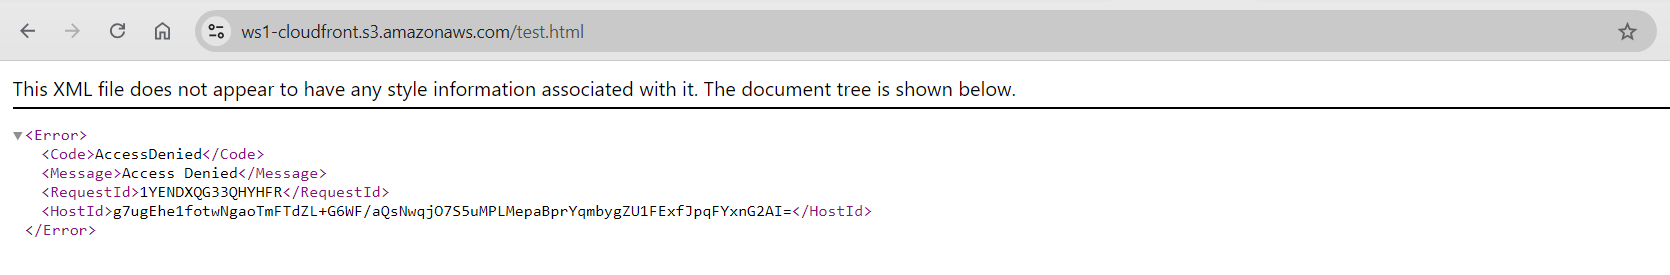 ws1-cloudfront.s3.amazonaws.com/test.html
This XML file does not appear to have any style information associated with it. The document tree is shown below.
▼<Error>
<Code>AccessDenied</Code>
<Message>Access Denied</Message>
<RequestId>1YENDXQG33QHYHFR</RequestId>
<HostId>g7ugEhe1fotwNgaoTmFTdZL+G6WF/aQsNwqjO7S5uMPLMepaBprYqmbygZU1FExfJpqFYxnG2AI=</HostId>
</Error>